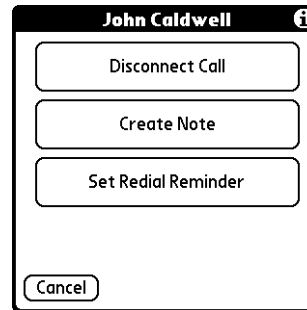 John Caldwell
Disconnect Call
Create Note
Set Redial Reminder
Cancel